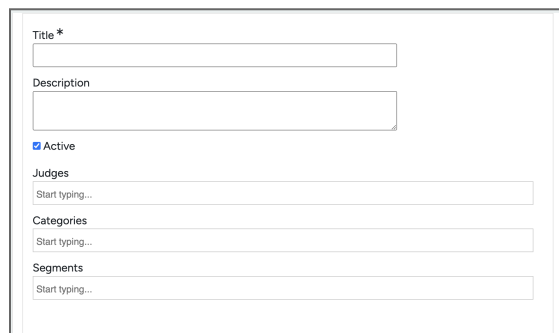 Title *
Description
Active
Judges
Start typing...
Categories
Start typing...
Segments
Start typing...